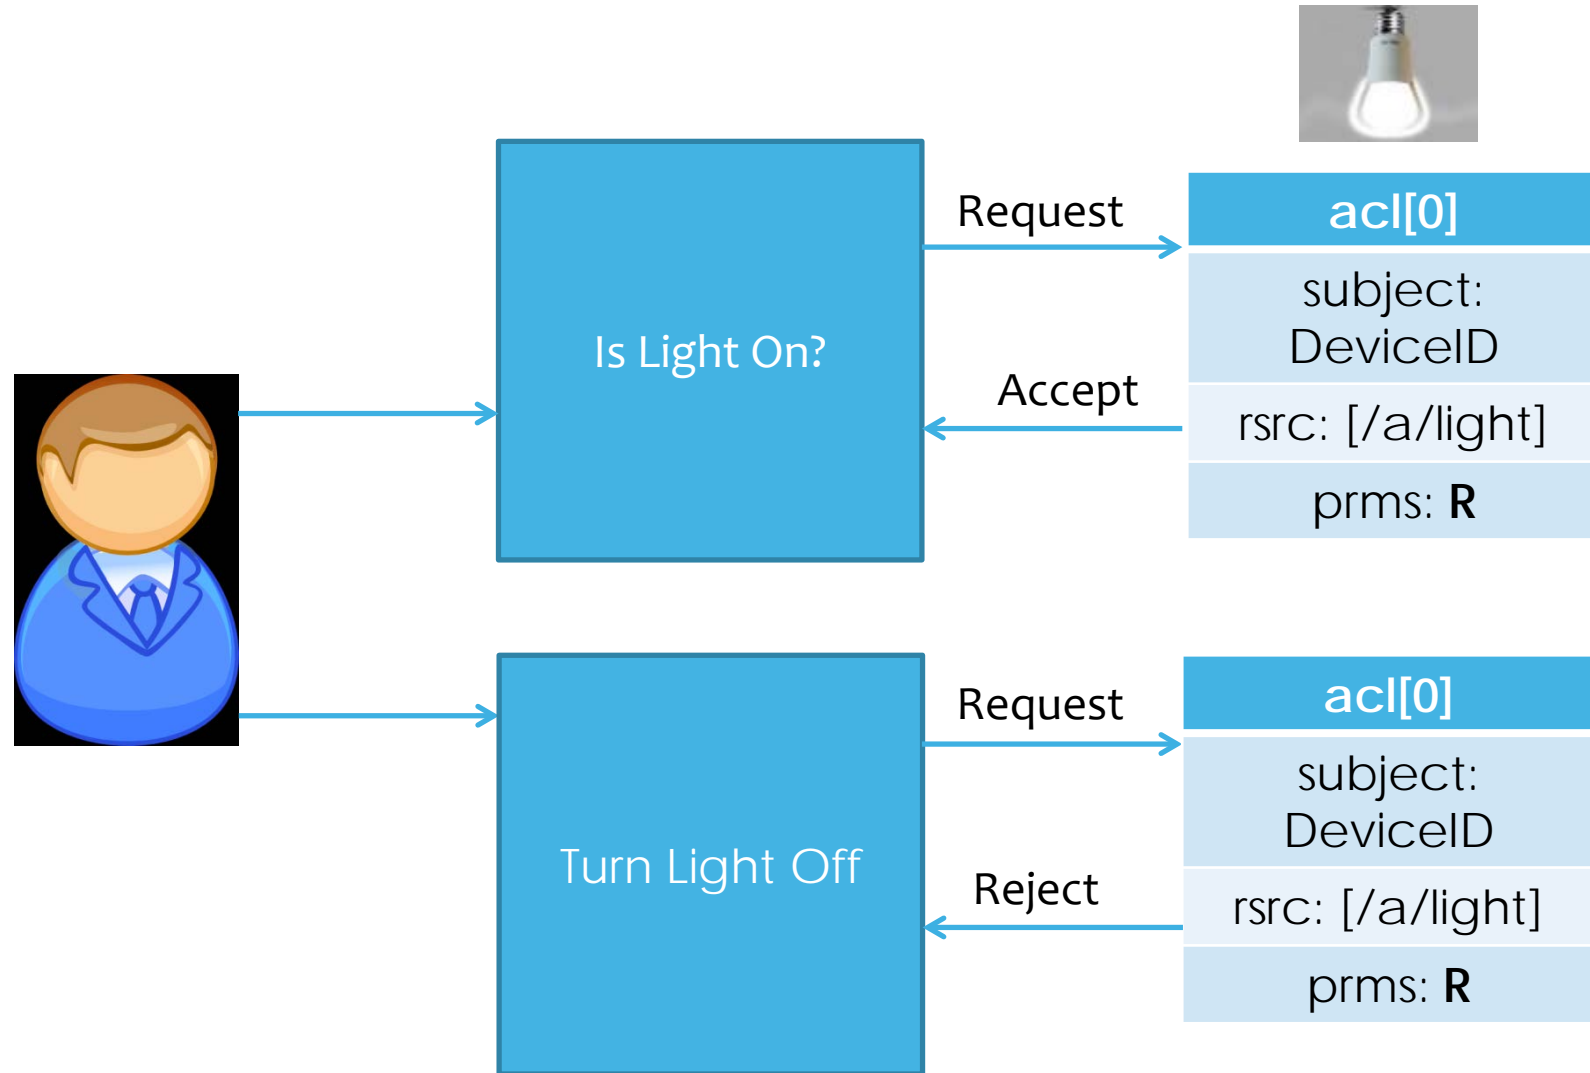 Is Light On?
Request
Accept
acl[0]
subject:
DeviceID
rsrc: [/a/light]
prms: R
Turn Light Off
Request
Reject
acl[0]
subject:
DeviceID
rsrc: [/a/light]
prms: R